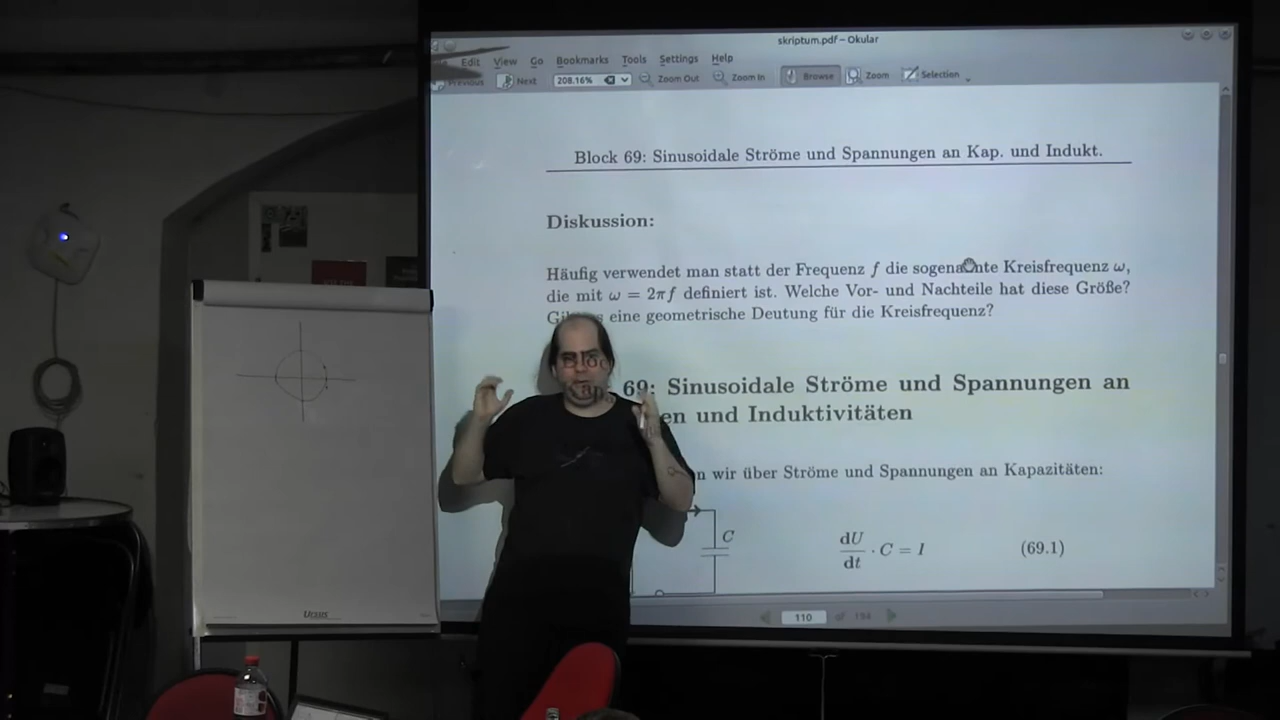 skriptum.pdf – Okular
Edit View Go Bookmarks Tools Settings Help
Previous Next 208.16% Zoom Out Zoom In Browse Zoom Selection
Block 69: Sinusoidale Ströme und Spannungen an Kap. und Indukt.
Diskussion:
Häufig verwendet man statt der Frequenz f die Kreisfrequenz ω,
die mit ω = 2πf definiert ist. Welche Vor- und Nachteile hat diese Größe?
eine geometrische Deutung für die Kreisfrequenz?
69: Sinusoidale Ströme und Spannungen an
und Induktivitäten
wir über Ströme und Spannungen an Kapazitäten:
C
dU/dt · C = I (69.1)
110 of 194
Ursus